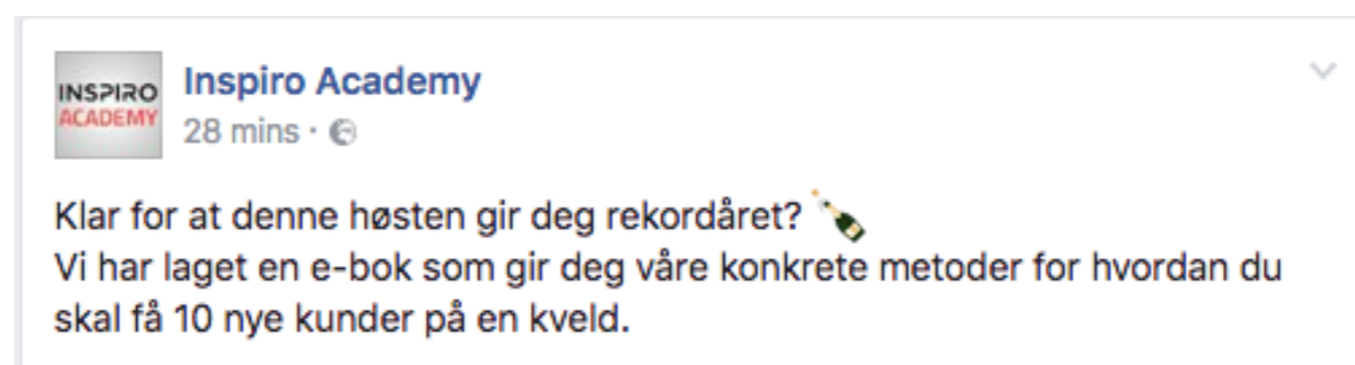 INSPIRO
ACADEMY
Inspiro Academy
28 mins ·
Klar for at denne høsten gir deg rekordåret? 🍾
Vi har laget en e-bok som gir deg våre konkrete metoder for hvordan du
skal få 10 nye kunder på en kveld.